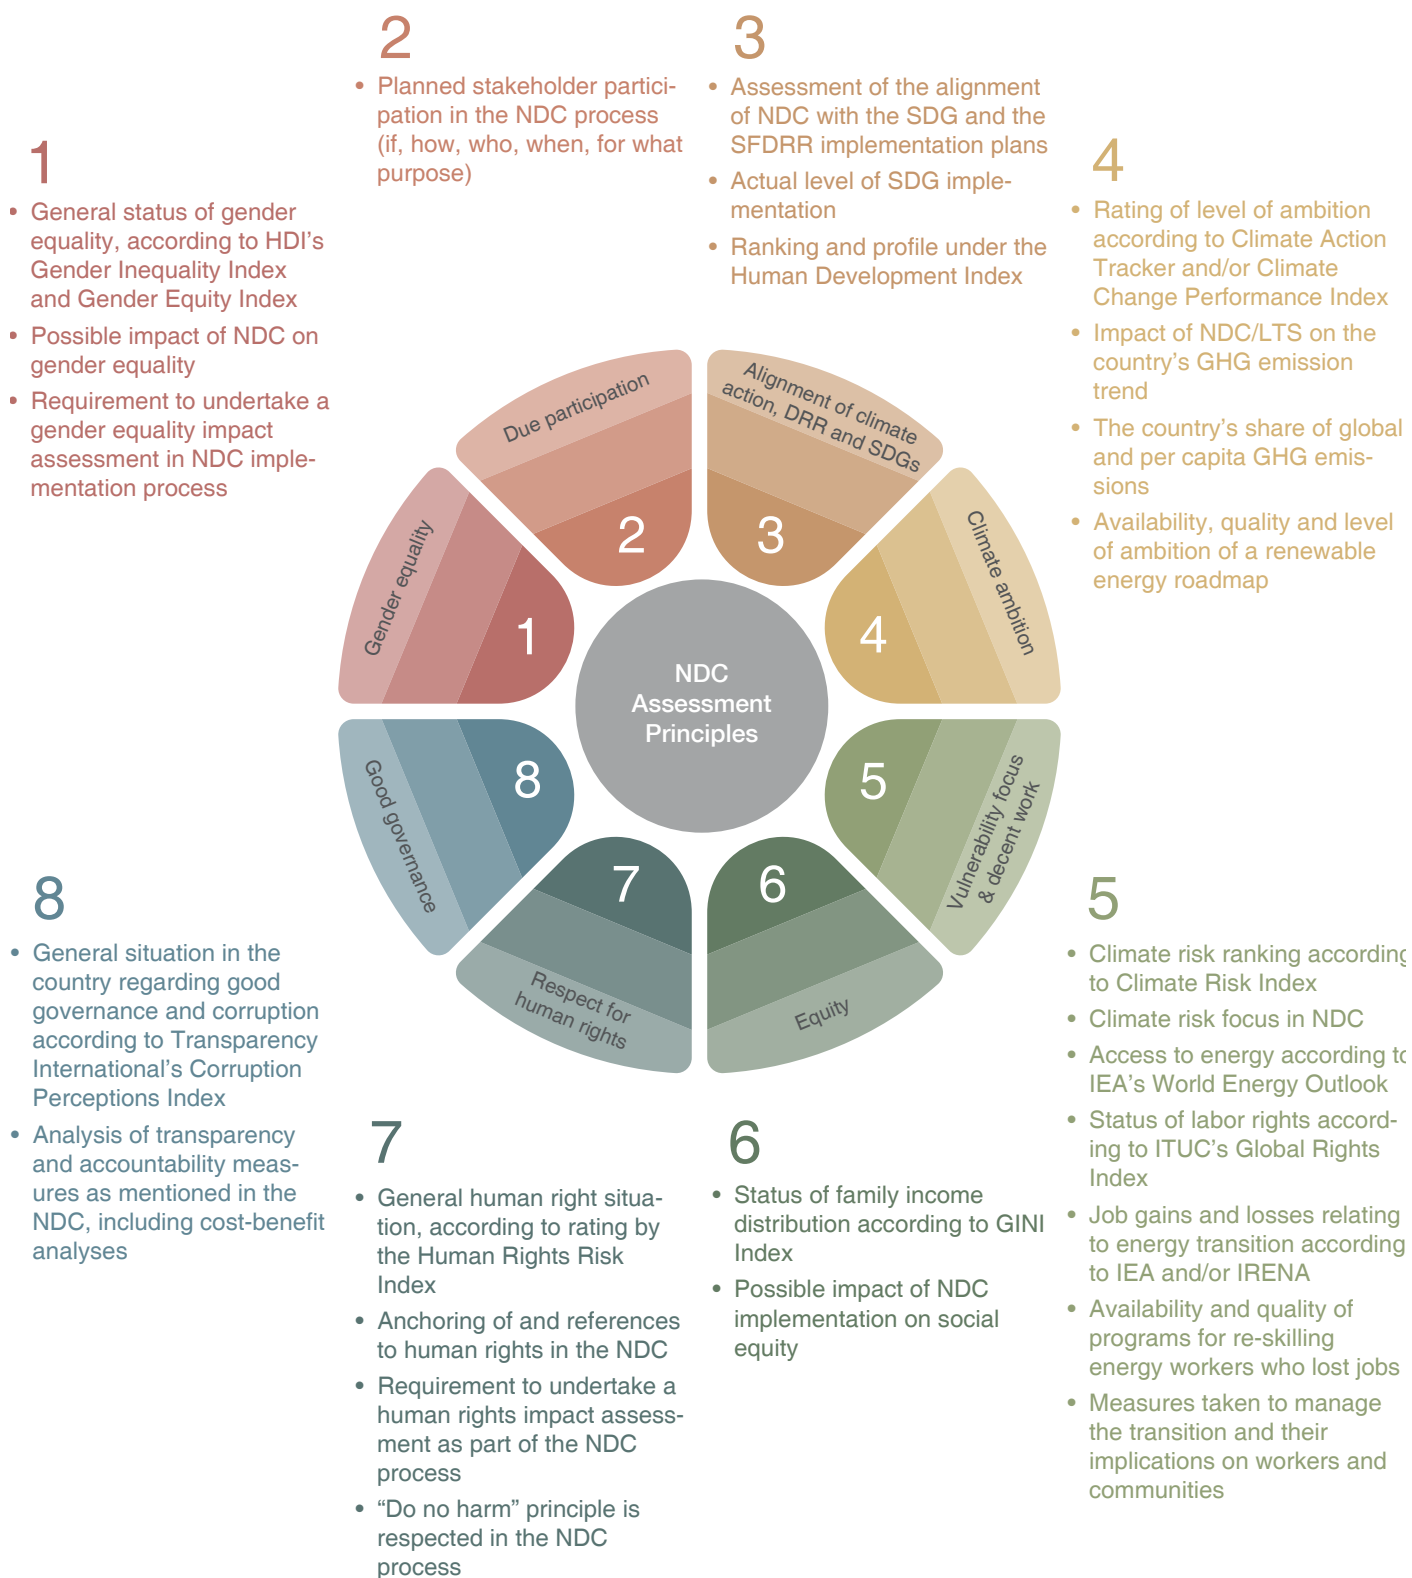 1
• General status of gender
equality, according to HDI’s
Gender Inequality Index
and Gender Equity Index
• Possible impact of NDC on
gender equality
• Requirement to undertake a
gender equality impact
assessment in NDC imple-
mentation process
2
• Planned stakeholder partici-
pation in the NDC process
(if, how, who, when, for what
purpose)
3
• Assessment of the alignment
of NDC with the SDG and the
SFDRR implementation plans
• Actual level of SDG imple-
mentation
• Ranking and profile under the
Human Development Index
4
• Rating of level of ambition
according to Climate Action
Tracker and/or Climate
Change Performance Index
• Impact of NDC/LTS on the
country’s GHG emission
trend
• The country’s share of global
and per capita GHG emis-
sions
• Availability, quality and level
of ambition of a renewable
energy roadmap
Gender equality
1
Due participation
2
Alignment of climate
action, DRR and SDGs
3
Climate ambition
4
Vulnerability focus
& decent work
5
Equity
6
Respect for
human rights
7
Good governance
8
NDC
Assessment
Principles
5
• Climate risk ranking according
to Climate Risk Index
• Climate risk focus in NDC
• Access to energy according to
IEA’s World Energy Outlook
• Status of labor rights accord-
ing to ITUC’s Global Rights
Index
• Job gains and losses relating
to energy transition according
to IEA and/or IRENA
• Availability and quality of
programs for re-skilling
energy workers who lost jobs
• Measures taken to manage
the transition and their
implications on workers and
communities
6
• Status of family income
distribution according to GINI
Index
• Possible impact of NDC
implementation on social
equity
7
• General human right situa-
tion, according to rating by
the Human Rights Risk
Index
• Anchoring of and references
to human rights in the NDC
• Requirement to undertake a
human rights impact assess-
ment as part of the NDC
process
• “Do no harm” principle is
respected in the NDC
process
8
• General situation in the
country regarding good
governance and corruption
according to Transparency
International’s Corruption
Perceptions Index
• Analysis of transparency
and accountability meas-
ures as mentioned in the
NDC, including cost-benefit
analyses